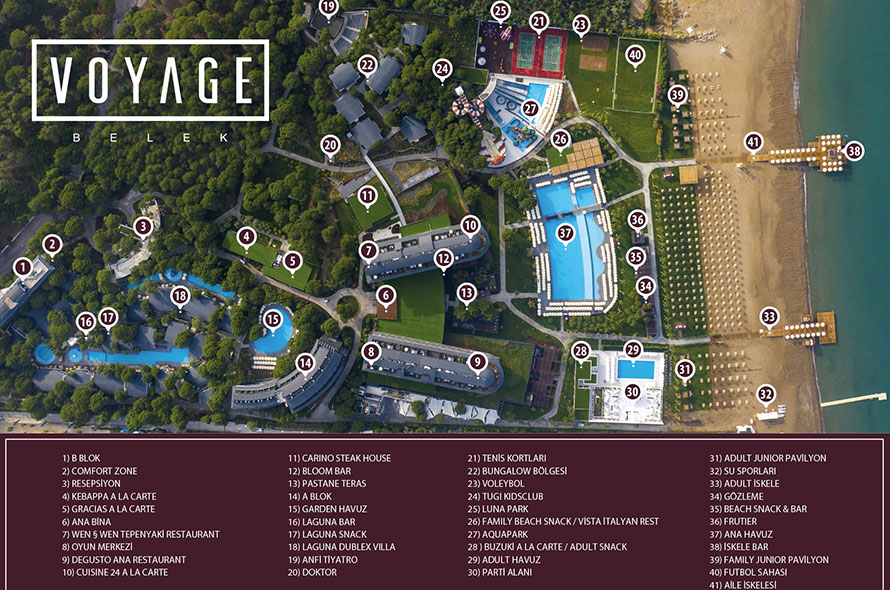 VOYAGE
BELEK
19
25
21
23
22
24
40
27
39
20
26
41
38
11
3
36
10
4
7
37
2
5
12
35
1
6
13
34
18
16
17
15
33
8
28
29
14
9
31
30
32
1) B BLOK
2) COMFORT ZONE
3) RESEPSİYON
4) KEBAPPA A LA CARTE
5) GRACIAS A LA CARTE
6) ANA BİNA
7) WEN § WEN TEPENYAKİ RESTAURANT
8) OYUN MERKEZİ
9) DEGUSTO ANA RESTAURANT
10) CUISINE 24 A LA CARTE
11) CARINO STEAK HOUSE
12) BLOOM BAR
13) PASTANE TERAS
14) A BLOK
15) GARDEN HAVUZ
16) LAGUNA BAR
17) LAGUNA SNACK
18) LAGUNA DUBLEX VILLA
19) ANFİ TİYATRO
20) DOKTOR
21) TENİS KORTLARI
22) BUNGALOW BÖLGESİ
23) VOLEYBOL
24) TUGI KIDSCLUB
25) LUNA PARK
26) FAMILY BEACH SNACK / VİSTA İTALYAN REST
27) AQUAPARK
28 ) BUZUKİ A LA CARTE / ADULT SNACK
29) ADULT HAVUZ
30) PARTİ ALANI
31) ADULT JUNIOR PAVİLYON
32) SU SPORLARI
33) ADULT İSKELE
34) GÖZLEME
35) BEACH SNACK & BAR
36) FRUTIER
37) ANA HAVUZ
38) İSKELE BAR
39) FAMILY JUNIOR PAVİLYON
40) FUTBOL SAHASI
41) AİLE İSKELESİ